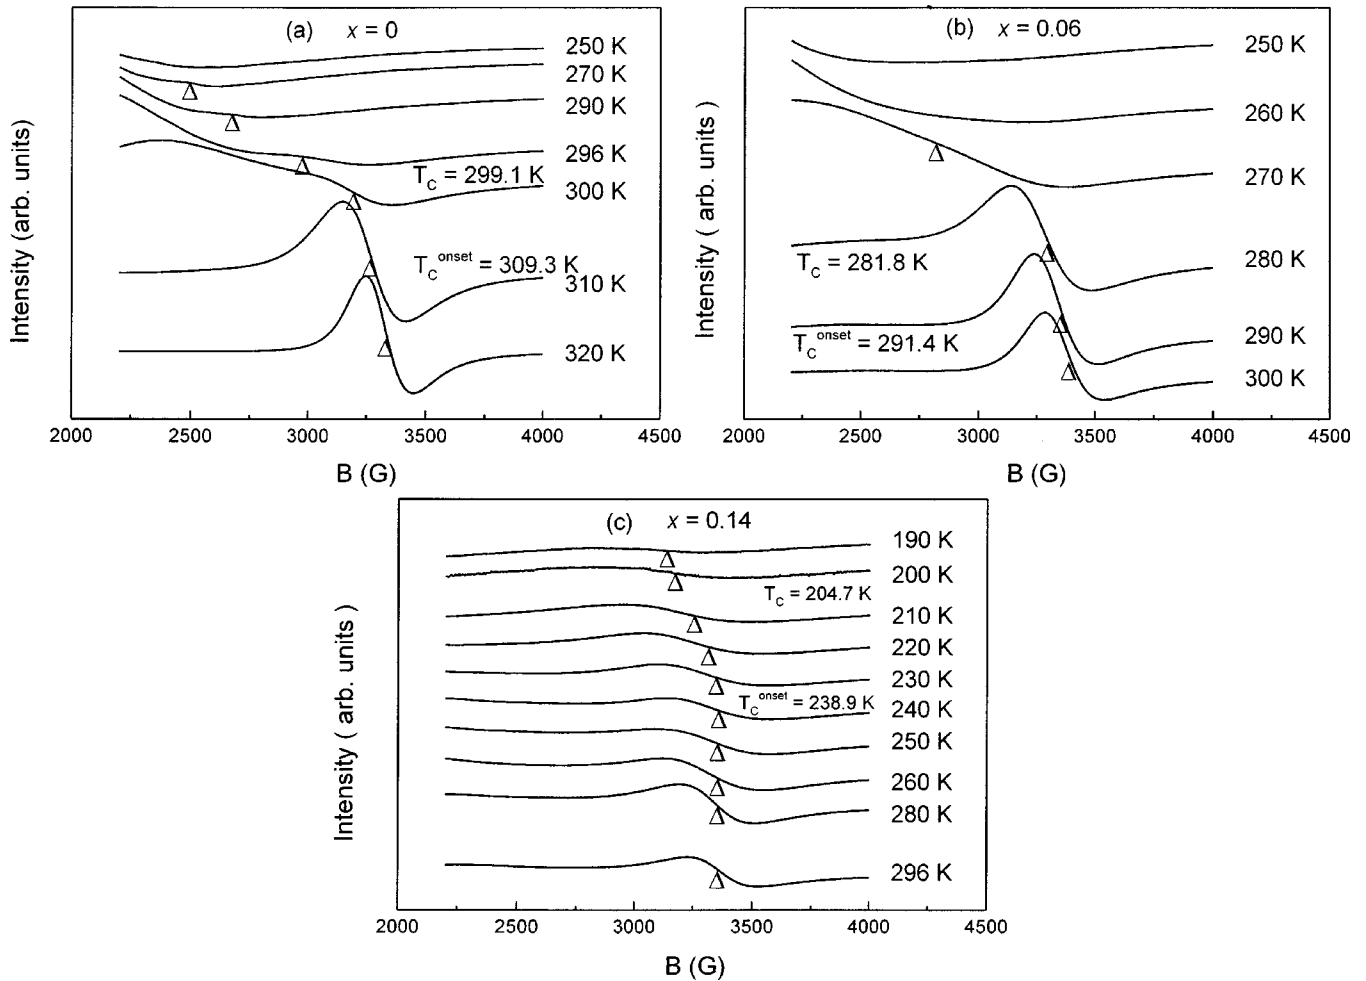 (a) x = 0
250 K
270 K
290 K
296 K
T_C = 299.1 K
300 K
T_C^onset = 309.3 K
310 K
320 K
Intensity (arb. units)
2000 2500 3000 3500 4000 4500
B (G)
(b) x = 0.06
250 K
260 K
270 K
T_C = 281.8 K
280 K
T_C^onset = 291.4 K
290 K
300 K
Intensity ( arb. units)
2000 2500 3000 3500 4000 4500
B (G)
(c) x = 0.14
190 K
200 K
T_C = 204.7 K
210 K
220 K
230 K
T_C^onset = 238.9 K
240 K
250 K
260 K
280 K
296 K
Intensity ( arb. units )
2000 2500 3000 3500 4000 4500
B (G)